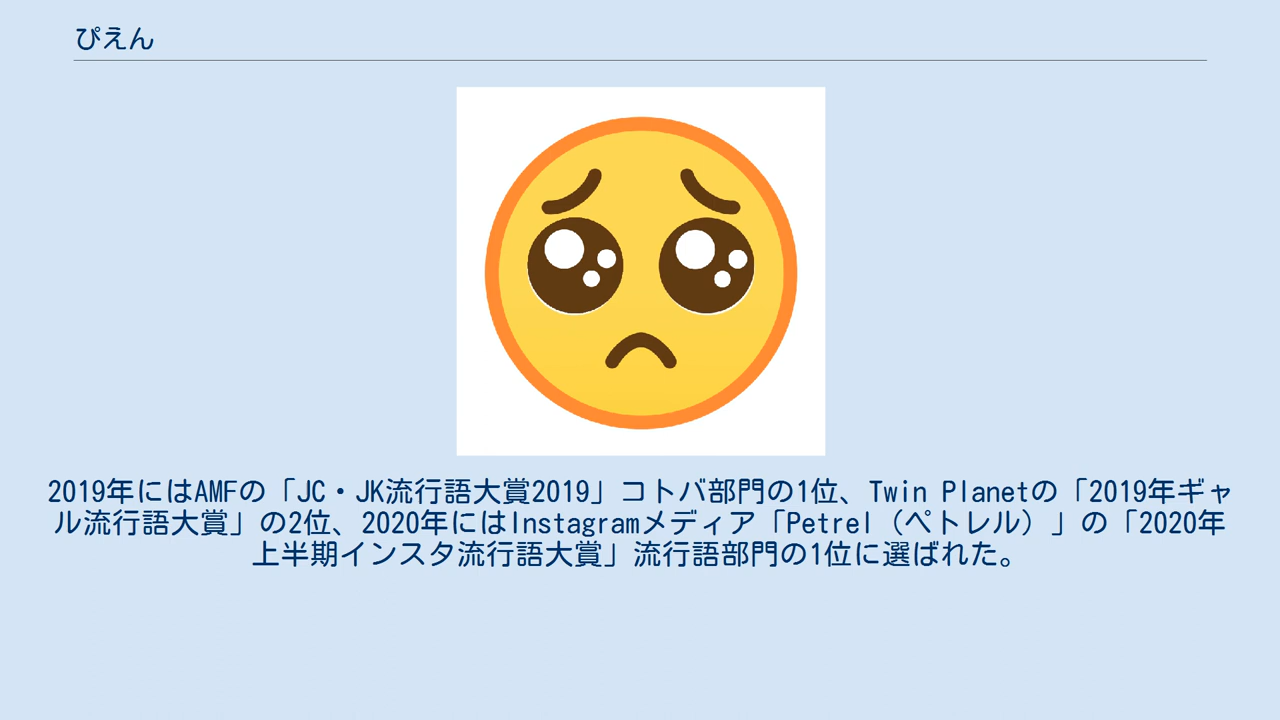 ぴえん
2019年にはAMFの「JC・JK流行語大賞2019」コトバ部門の1位、Twin Planetの「2019年ギャ
ル流行語大賞」の2位、2020年にはInstagramメディア「Petrel（ペトレル）」の「2020年
上半期インスタ流行語大賞」流行語部門の1位に選ばれた。